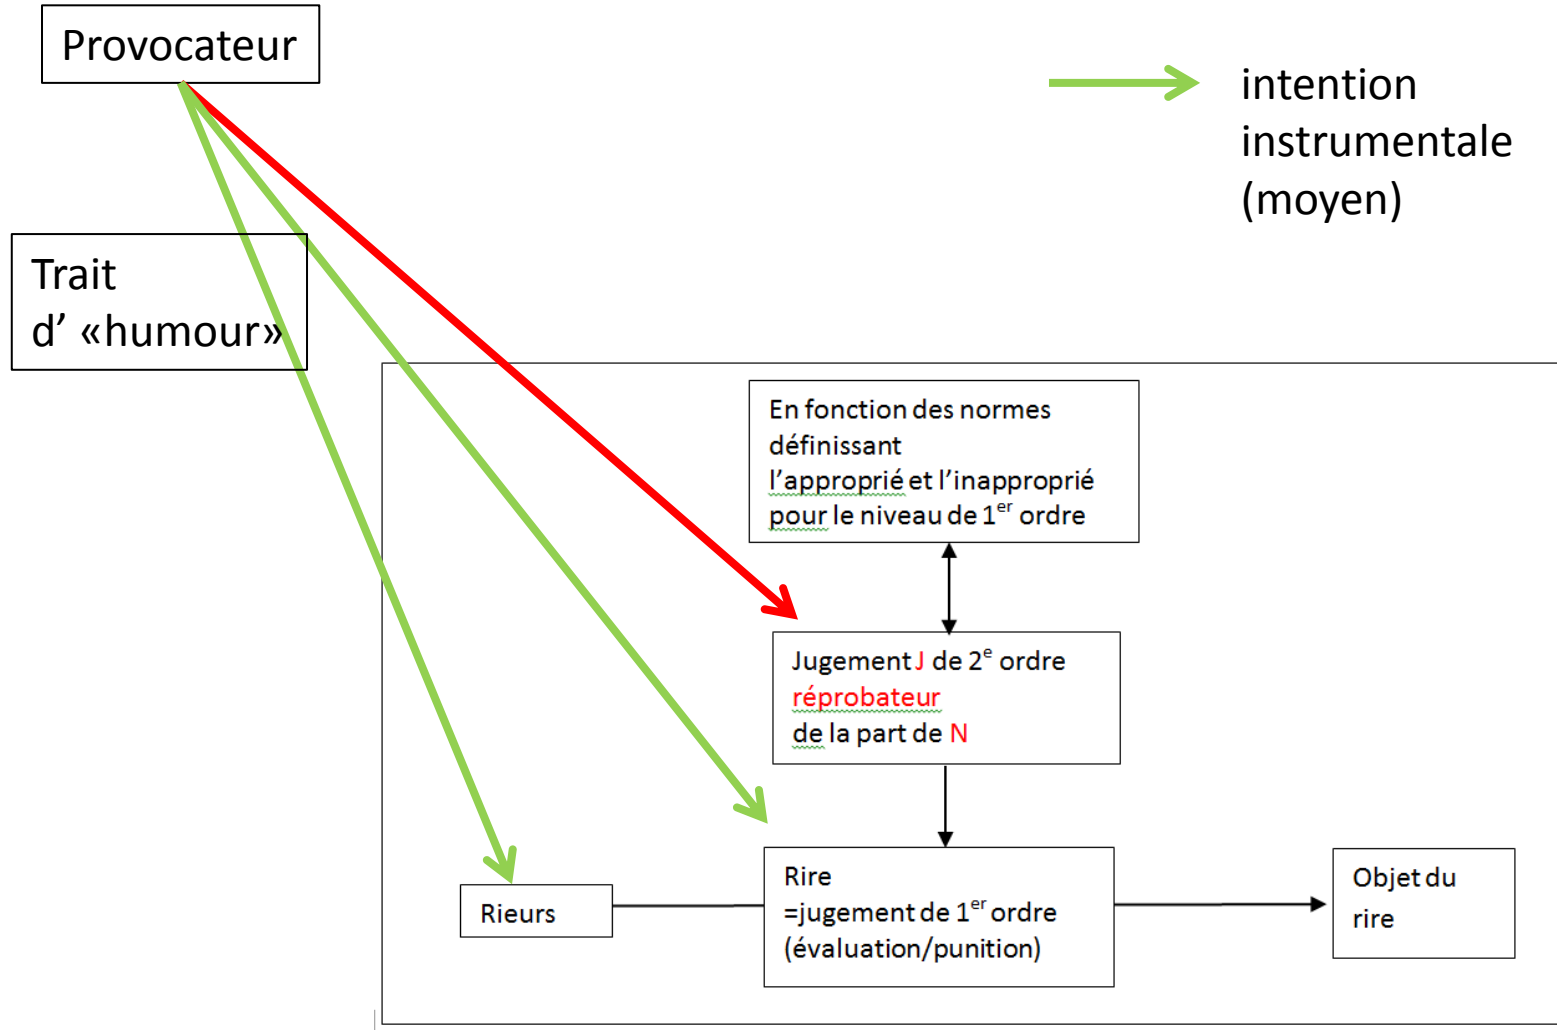 Provocateur
intention
instrumentale
(moyen)
Trait
d’ «humour»
En fonction des normes
définissant
l’approprié et l’inapproprié
pour le niveau de 1er ordre
Jugement J de 2e ordre
réprobateur
de la part de N
Rieurs
Rire
=jugement de 1er ordre
(évaluation/punition)
Objet du
rire